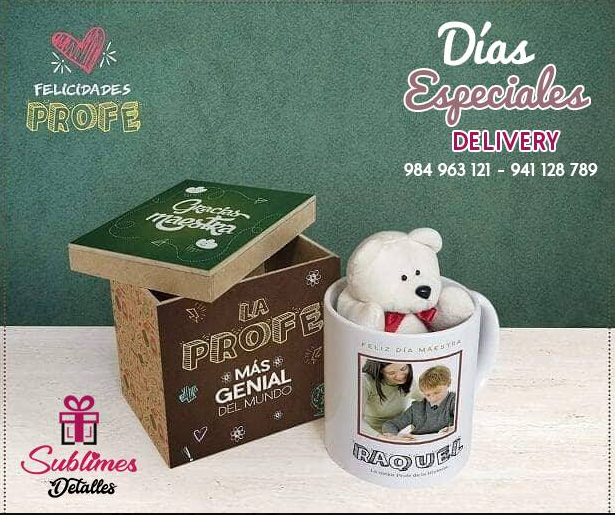 FELICIDADES
PROFE
Días
Especiales
DELIVERY
984 963 121 - 941 128 789
Gracias
maestra
LA
PROFE
MÁS
GENIAL
DEL MUNDO
FELIZ DÍA MAESTRA
RAQUEL
Sublimes
Detalles